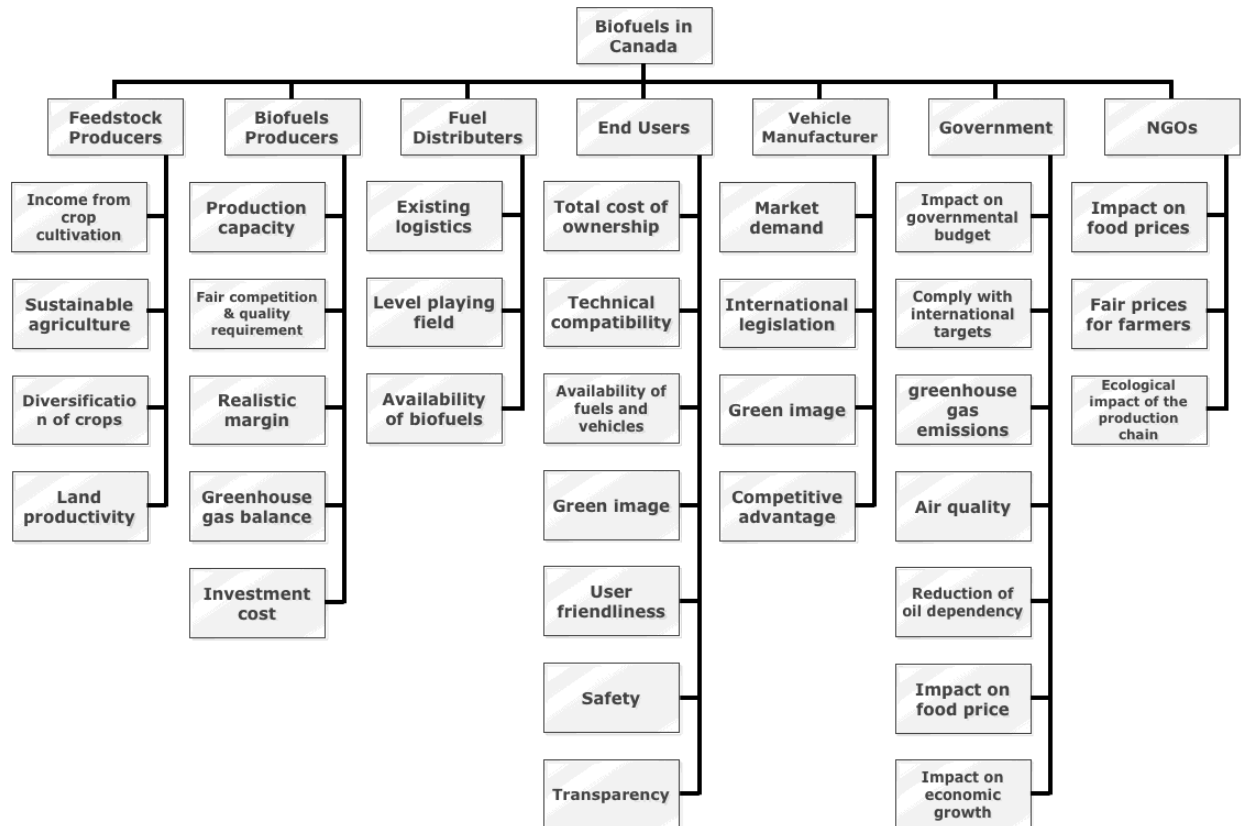 Biofuels in
Canada
Feedstock
Producers
Biofuels
Producers
Fuel
Distributers
End Users
Vehicle
Manufacturer
Government
NGOs
Income from
crop
cultivation
Sustainable
agriculture
Diversificatio
n of crops
Land
productivity
Production
capacity
Fair competition
& quality
requirement
Realistic
margin
Greenhouse
gas balance
Investment
cost
Existing
logistics
Level playing
field
Availability
of biofuels
Total cost of
ownership
Technical
compatibility
Availability of
fuels and
vehicles
Green image
User
friendliness
Safety
Transparency
Market
demand
International
legislation
Green image
Competitive
advantage
Impact on
governmental
budget
Comply with
international
targets
greenhouse
gas
emissions
Air quality
Reduction of
oil dependency
Impact on
food price
Impact on
economic
growth
Impact on
food prices
Fair prices
for farmers
Ecological
impact of the
production
chain